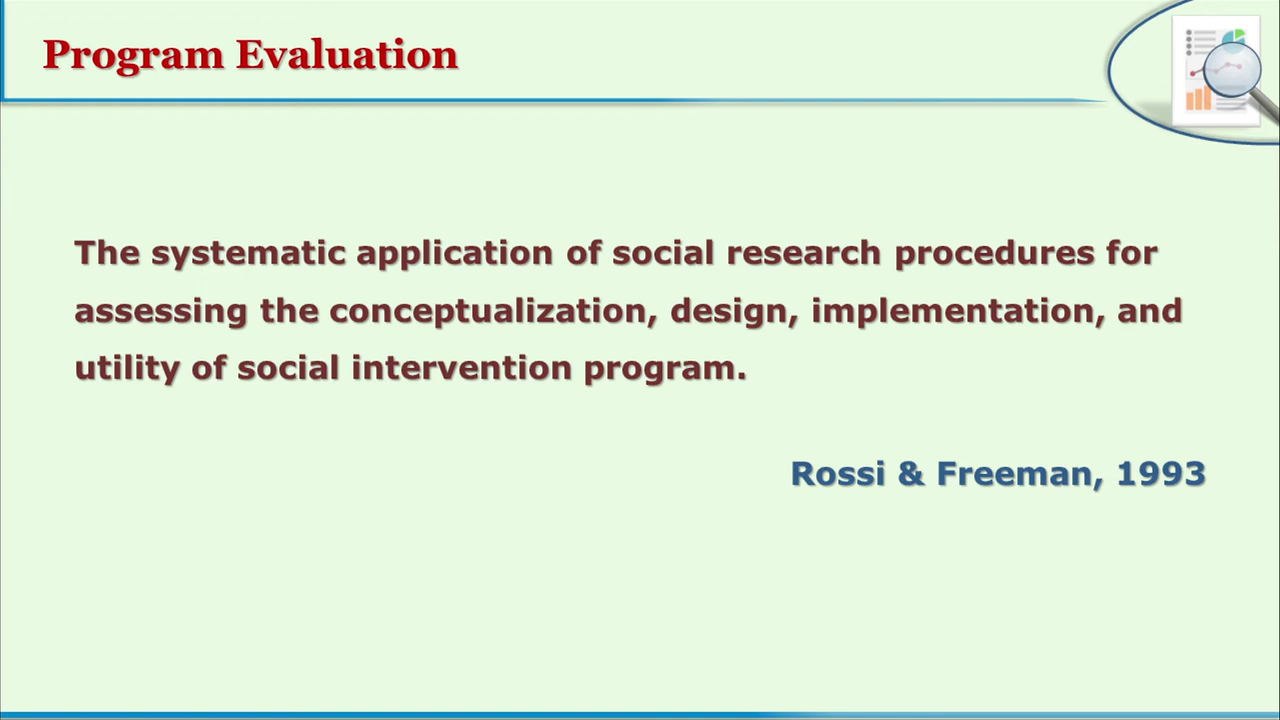 Program Evaluation
The systematic application of social research procedures for
assessing the conceptualization, design, implementation, and
utility of social intervention program.
Rossi & Freeman, 1993